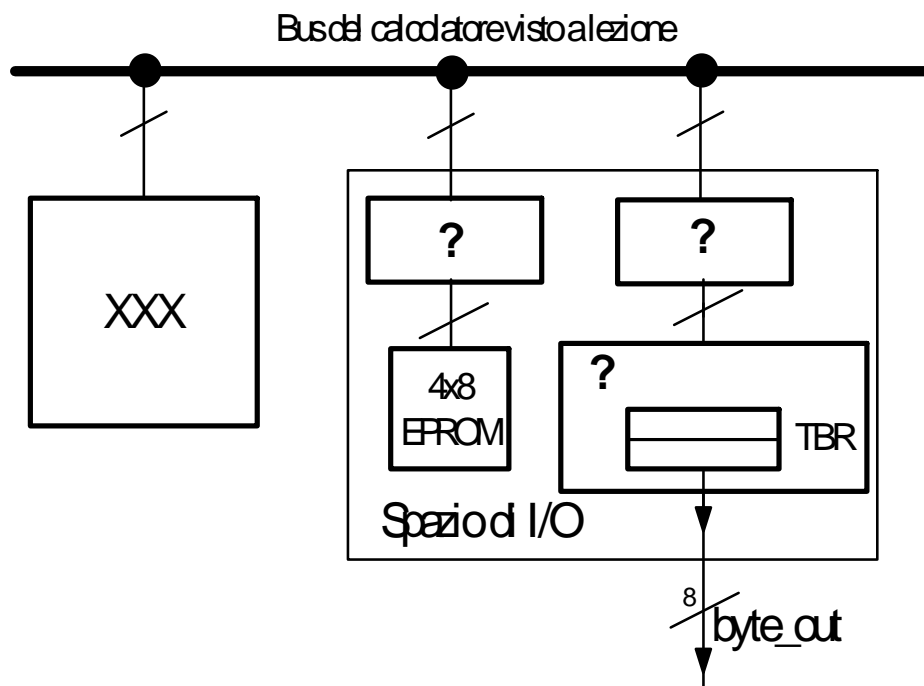 Bus del calcolatore visto a lezione
?
?
XXX
4x8
EPROM
?
TBR
Spazio di I/O
8
byte_out